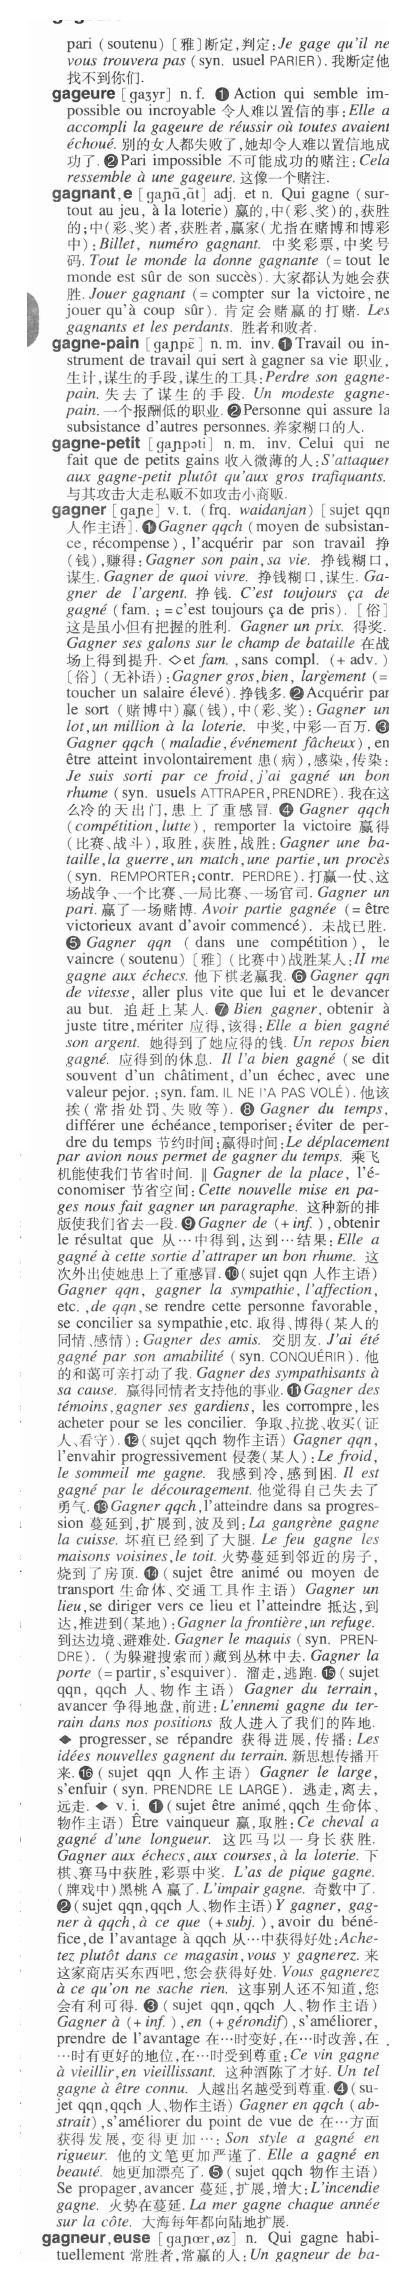 pari (soutenu) 〔雅〕断定,判定:Je gage qu'il ne
vous trouvera pas (syn. usuel PARIER). 我断定他
找不到你们.
gageure [gaʒyr] n. f. ❶ Action qui semble im-
possible ou incroyable 令人难以置信的事:Elle a
accompli la gageure de réussir où toutes avaient
échoué. 别的女人都失败了,她却令人难以置信地成
功了. ❷ Pari impossible 不可能成功的赌注:Cela
ressemble à une gageure. 这像一个赌注.
gagnant,e [gaɲɑ̃,ɑ̃t] adj. et n. Qui gagne (sur-
tout au jeu, à la loterie) 赢的,中(彩、奖)的,获胜
的;中(彩、奖)者,获胜者,赢家(尤指在赌博和博彩
中):Billet, numéro gagnant. 中奖彩票,中奖号
码. Tout le monde la donne gagnante (= tout le
monde est sûr de son succès). 大家都认为她会获
胜. Jouer gagnant (= compter sur la victoire, ne
jouer qu'à coup sûr). 肯定会赌赢的打赌. Les
gagnants et les perdants. 胜者和败者.
gagne-pain [gaɲpɛ̃] n. m. inv. ❶ Travail ou in-
strument de travail qui sert à gagner sa vie 职业,
生计,谋生的手段,谋生的工具:Perdre son gagne-
pain. 失去了谋生的手段. Un modeste gagne-
pain. 一个报酬低的职业. ❷ Personne qui assure la
subsistance d'autres personnes. 养家糊口的人.
gagne-petit [gaɲpəti] n. m. inv. Celui qui ne
fait que de petits gains 收入微薄的人:S'attaquer
aux gagne-petit plutôt qu'aux gros trafiquants.
与其攻击大走私贩不如攻击小商贩.
gagner [gaɲe] v. t. (frq. waidanjan) [sujet qqn
人作主语]. ❶ Gagner qqch (moyen de subsistan-
ce, récompense), l'acquérir par son travail 挣
(钱),赚得:Gagner son pain, sa vie. 挣钱糊口,
谋生. Gagner de quoi vivre. 挣钱糊口,谋生. Ga-
gner de l'argent. 挣钱. C'est toujours ça de
gagné (fam. ; = c'est toujours ça de pris). 〔俗〕
这是虽小但有把握的胜利. Gagner un prix. 得奖.
Gagner ses galons sur le champ de bataille 在战
场上得到提升. ◇ et fam. , sans compl. (+ adv. )
〔俗〕(无补语):Gagner gros,bien, largement (=
toucher un salaire élevé). 挣钱多. ❷ Acquérir par
le sort (赌博中)赢(钱),中(彩、奖):Gagner un
lot,un million à la loterie. 中奖,中彩一百万. ❸
Gagner qqch (maladie, événement fâcheux), en
être atteint involontairement 患(病),感染,传染:
Je suis sorti par ce froid, j'ai gagné un bon
rhume (syn. usuels ATTRAPER, PRENDRE). 我在这
么冷的天出门,患上了重感冒. ❹ Gagner qqch
(compétition, lutte), remporter la victoire 赢得
(比赛、战斗),取胜,获胜,战胜:Gagner une ba-
taille, la guerre, un match, une partie, un procès
(syn. REMPORTER; contr. PERDRE). 打赢一仗、这
场战争、一个比赛、一局比赛、一场官司. Gagner un
pari. 赢了一场赌博. Avoir partie gagnée (= être
victorieux avant d'avoir commencé). 未战已胜.
❺ Gagner qqn (dans une compétition), le
vaincre (soutenu) 〔雅〕(比赛中)战胜某人:Il me
gagne aux échecs. 他下棋老赢我. ❻ Gagner qqn
de vitesse, aller plus vite que lui et le devancer
au but. 追赶上某人. ❼ Bien gagner, obtenir à
juste titre, mériter 应得,该得:Elle a bien gagné
son argent. 她得到了她应得的钱. Un repos bien
gagné. 应得到的休息. Il l'a bien gagné (se dit
souvent d'un châtiment, d'un échec, avec une
valeur pejor. ; syn. fam. IL NE L'A PAS VOLÉ). 他该
挨(常指处罚、失败等). ❽ Gagner du temps,
différer une échéance, temporiser; éviter de per-
dre du temps 节约时间;赢得时间:Le déplacement
par avion nous permet de gagner du temps. 乘飞
机能使我们节省时间. ‖ Gagner de la place, l'é-
conomiser 节省空间:Cette nouvelle mise en pa-
ges nous fait gagner un paragraphe. 这种新的排
版使我们省去一段. ❾ Gagner de (+ inf. ), obtenir
le résultat que 从…中得到,达到…结果:Elle a
gagné à cette sortie d'attraper un bon rhume. 这
次外出使她患上了重感冒. ❿ (sujet qqn 人作主语)
Gagner qqn, gagner la sympathie, l'affection,
etc. , de qqn, se rendre cette personne favorable,
se concilier sa sympathie, etc. 取得、博得(某人的
同情、感情):Gagner des amis. 交朋友. J'ai été
gagné par son amabilité (syn. CONQUÉRIR). 他
的和蔼可亲打动了我. Gagner des sympathisants à
sa cause. 赢得同情者支持他的事业. ⓫ Gagner des
témoins, gagner ses gardiens, les corrompre, les
acheter pour se les concilier. 争取、拉拢、收买(证
人、看守). ⓬ (sujet qqch 物作主语) Gagner qqn,
l'envahir progressivement 侵袭(某人):Le froid,
le sommeil me gagne. 我感到冷,感到困. Il est
gagné par le découragement. 他觉得自己失去了
勇气. ⓭ Gagner qqch, l'atteindre dans sa progres-
sion 蔓延到,扩展到,波及到:La gangrène gagne
la cuisse. 坏疽已经到了大腿. Le feu gagne les
maisons voisines, le toit. 火势蔓延到邻近的房子,
烧到了房顶. ⓮ (sujet être animé ou moyen de
transport 生命体、交通工具作主语) Gagner un
lieu, se diriger vers ce lieu et l'atteindre 抵达,到
达,推进到(某地):Gagner la frontière, un refuge.
到达边境、避难处. Gagner le maquis (syn. PREN-
DRE). (为躲避搜索而)藏到丛林中去. Gagner la
porte (= partir, s'esquiver). 溜走,逃跑. ⓯ (sujet
qqn, qqch 人、物作主语) Gagner du terrain,
avancer 争得地盘,前进:L'ennemi gagne du ter-
rain dans nos positions 敌人进入了我们的阵地.
◆ progresser, se répandre 获得进展,传播:Les
idées nouvelles gagnent du terrain. 新思想传播开
来. ⓰ (sujet qqn 人作主语) Gagner le large,
s'enfuir (syn. PRENDRE LE LARGE). 逃走,离去,
远走. ◆ v. i. ❶ (sujet être animé, qqch 生命体、
物作主语) Être vainqueur 赢,取胜:Ce cheval a
gagné d'une longueur. 这匹马以一身长获胜.
Gagner aux échecs, aux courses, à la loterie. 下
棋、赛马中获胜,彩票中奖. L'as de pique gagne.
(牌戏中)黑桃 A 赢了. L'impair gagne. 奇数中了.
❷ (sujet qqn, qqch 人、物作主语) Y gagner, gag-
ner à qqch, à ce que (+ subj. ), avoir du béné-
fice, de l'avantage à qqch 从…中获得好处:Ache-
tez plutôt dans ce magasin, vous y gagnerez. 来
这家商店买东西吧,您会获得好处. Vous gagnerez
à ce qu'on ne sache rien. 这事别人还不知道,您
会有利可得. ❸ (sujet qqn, qqch 人、物作主语)
Gagner à (+ inf. ), en (+ gérondif), s'améliorer,
prendre de l'avantage 在…时变好,在…时改善,在
…时有更好的地位,在…时受到尊重:Ce vin gagne
à vieillir, en vieillissant. 这种酒陈了才好. Un tel
gagne à être connu. 人越出名越受到尊重. ❹ (su-
jet qqn, qqch 人、物作主语) Gagner en qqch (ab-
strait), s'améliorer du point de vue de 在…方面
获得发展,变得更加…:Son style a gagné en
rigueur. 他的文笔更加严谨了. Elle a gagné en
beauté. 她更加漂亮了. ❺ (sujet qqch 物作主语)
Se propager, avancer 蔓延,扩展,增大:L'incendie
gagne. 火势在蔓延. La mer gagne chaque année
sur la côte. 大海每年都向陆地扩展.
gagneur, euse [gaɲœr, øz] n. Qui gagne habi-
tuellement 常胜者,常赢的人:Un gagneur de ba-